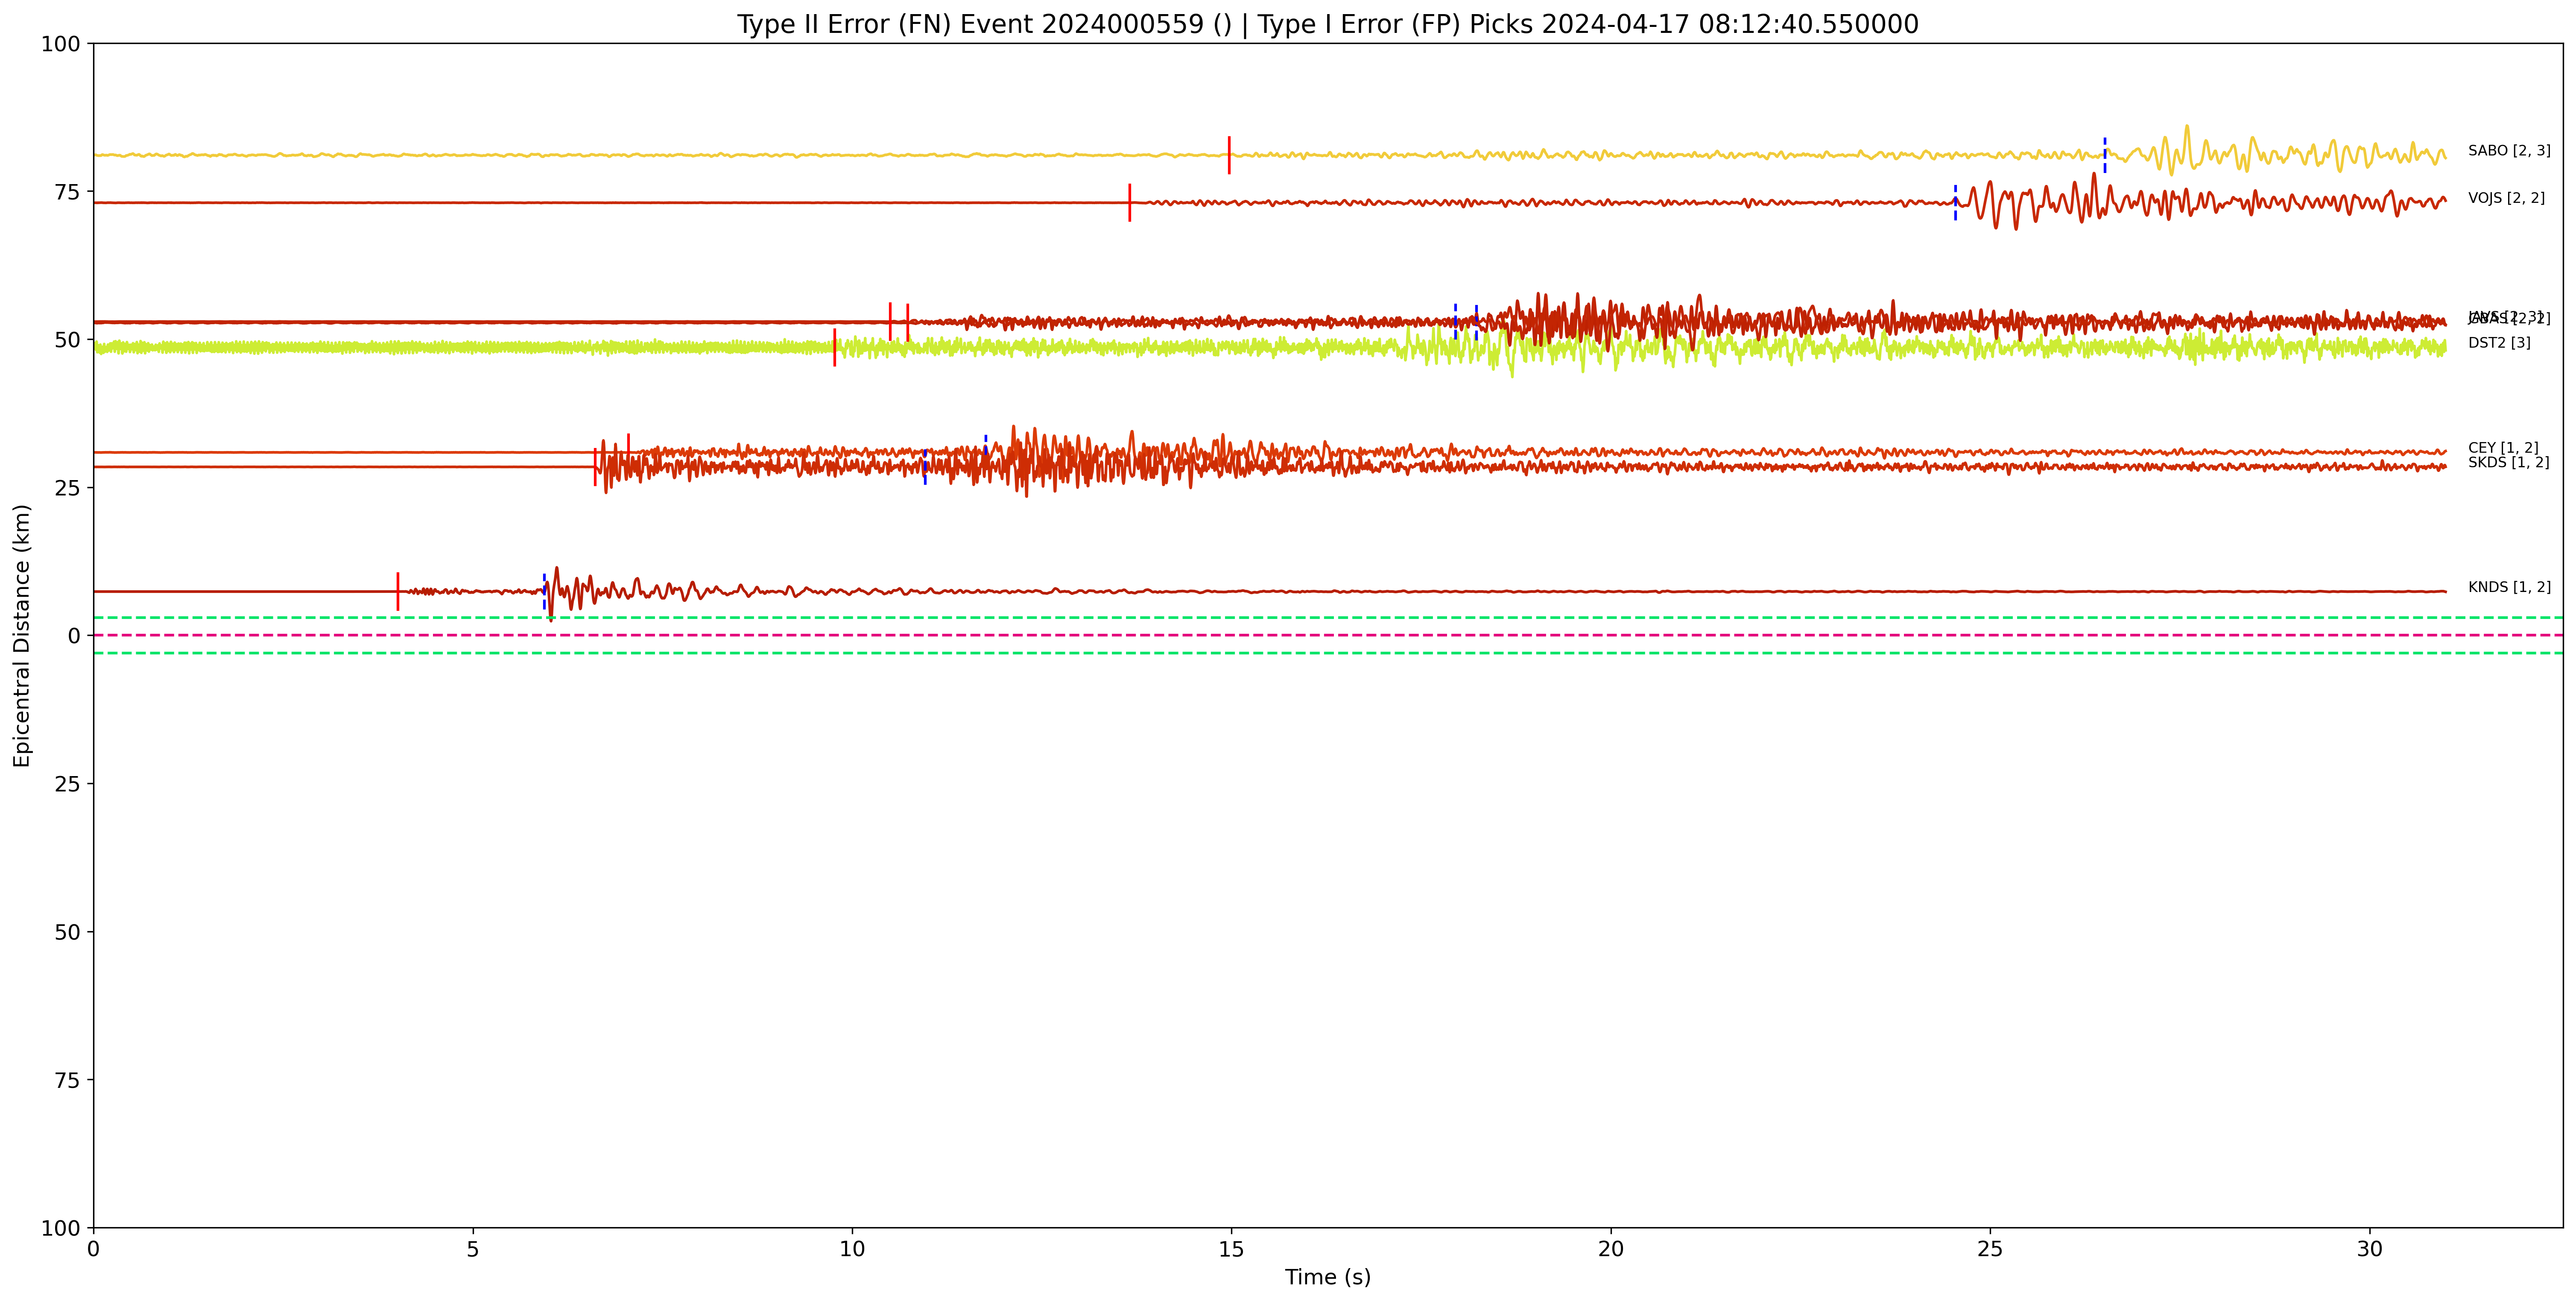 Type II Error (FN) Event 2024000559 () | Type I Error (FP) Picks 2024-04-17 08:12:40.550000
Epicentral Distance (km)
100
75
50
25
0
25
50
75
100
SABO [2, 3]
VOJS [2, 2]
DST2 [3]
CEY [1, 2]
SKDS [1, 2]
KNDS [1, 2]
0
5
10
15
20
25
30
Time (s)